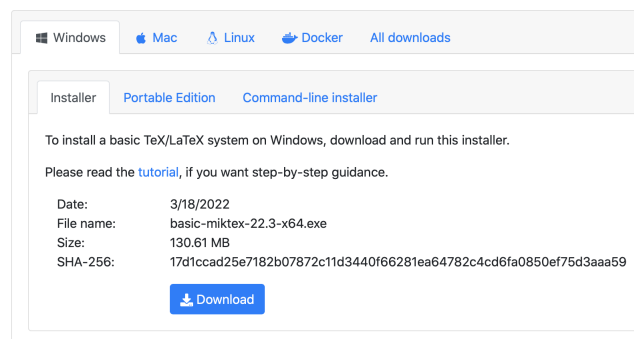 Windows Mac Linux Docker All downloads
Installer Portable Edition Command-line installer
To install a basic TeX/LaTeX system on Windows, download and run this installer.
Please read the tutorial, if you want step-by-step guidance.
Date: 3/18/2022
File name: basic-miktex-22.3-x64.exe
Size: 130.61 MB
SHA-256: 17d1ccad25e7182b07872c11d3440f66281ea64782c4cd6fa0850ef75d3aaa59
Download